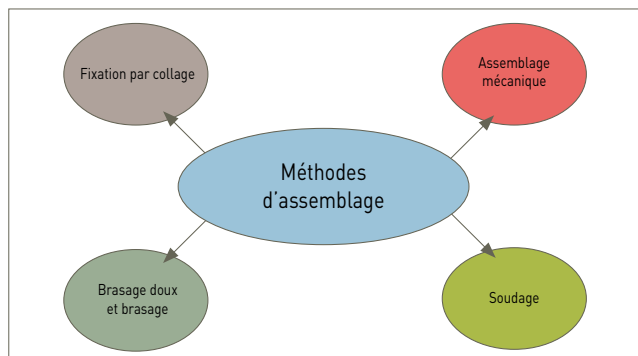 Fixation par collage
Assemblage
mécanique
Méthodes
d’assemblage
Brasage doux
et brasage
Soudage